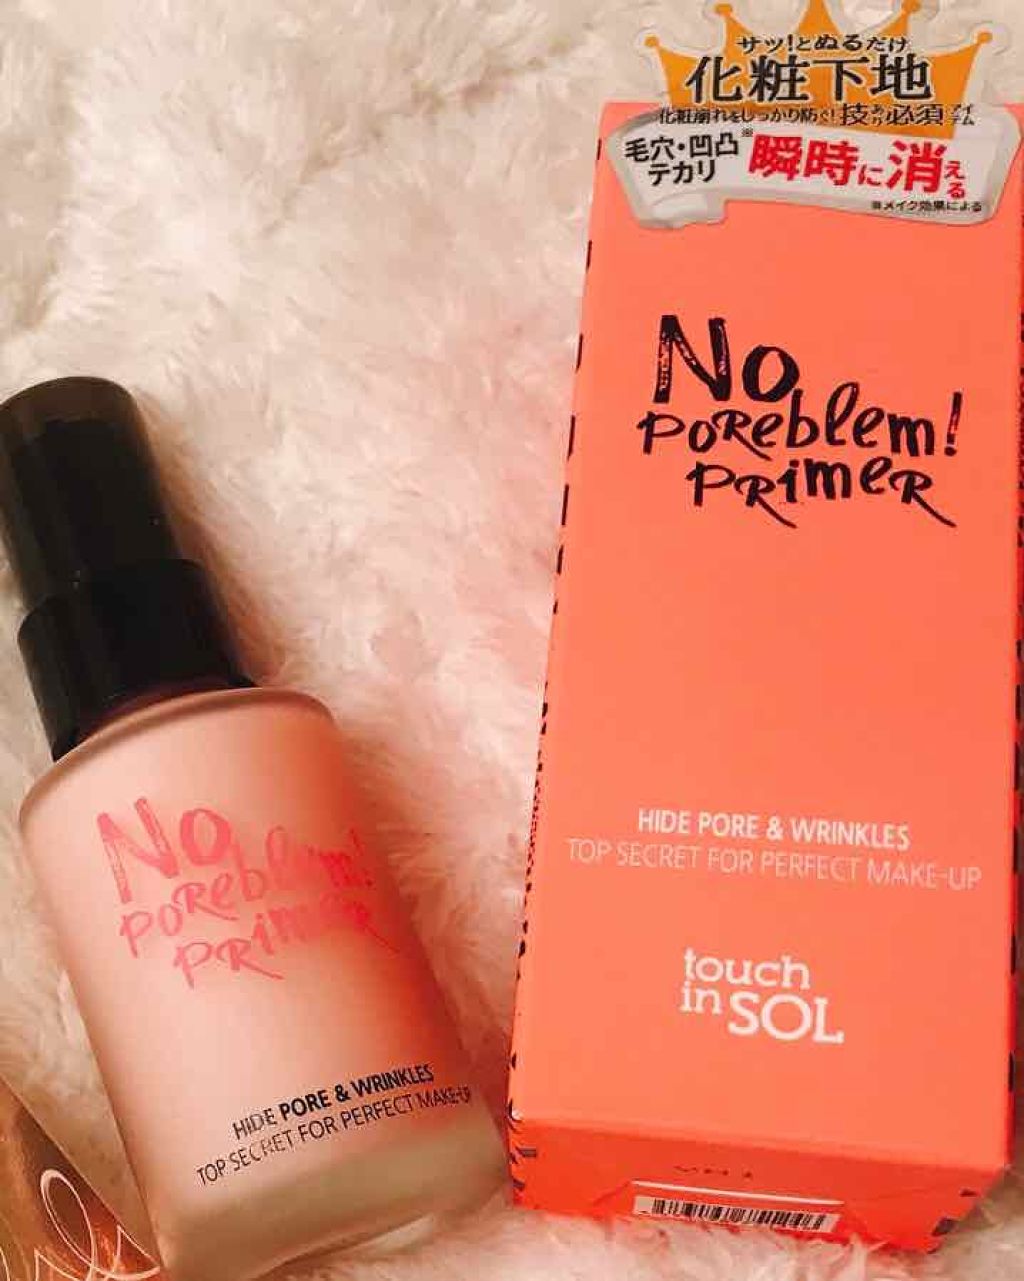 サッ!とぬるだけ
化粧下地
化粧崩れをしっかり防ぐ!技あり必須アイテム
毛穴・凹凸※
テカリ
瞬時に消える
※メイク効果による
No
poreblem!
primer
HIDE PORE & WRINKLES
TOP SECRET FOR PERFECT MAKE-UP
touch
in SOL
No
poreblem!
primer
HIDE PORE & WRINKLES
TOP SECRET FOR PERFECT MAKE-UP